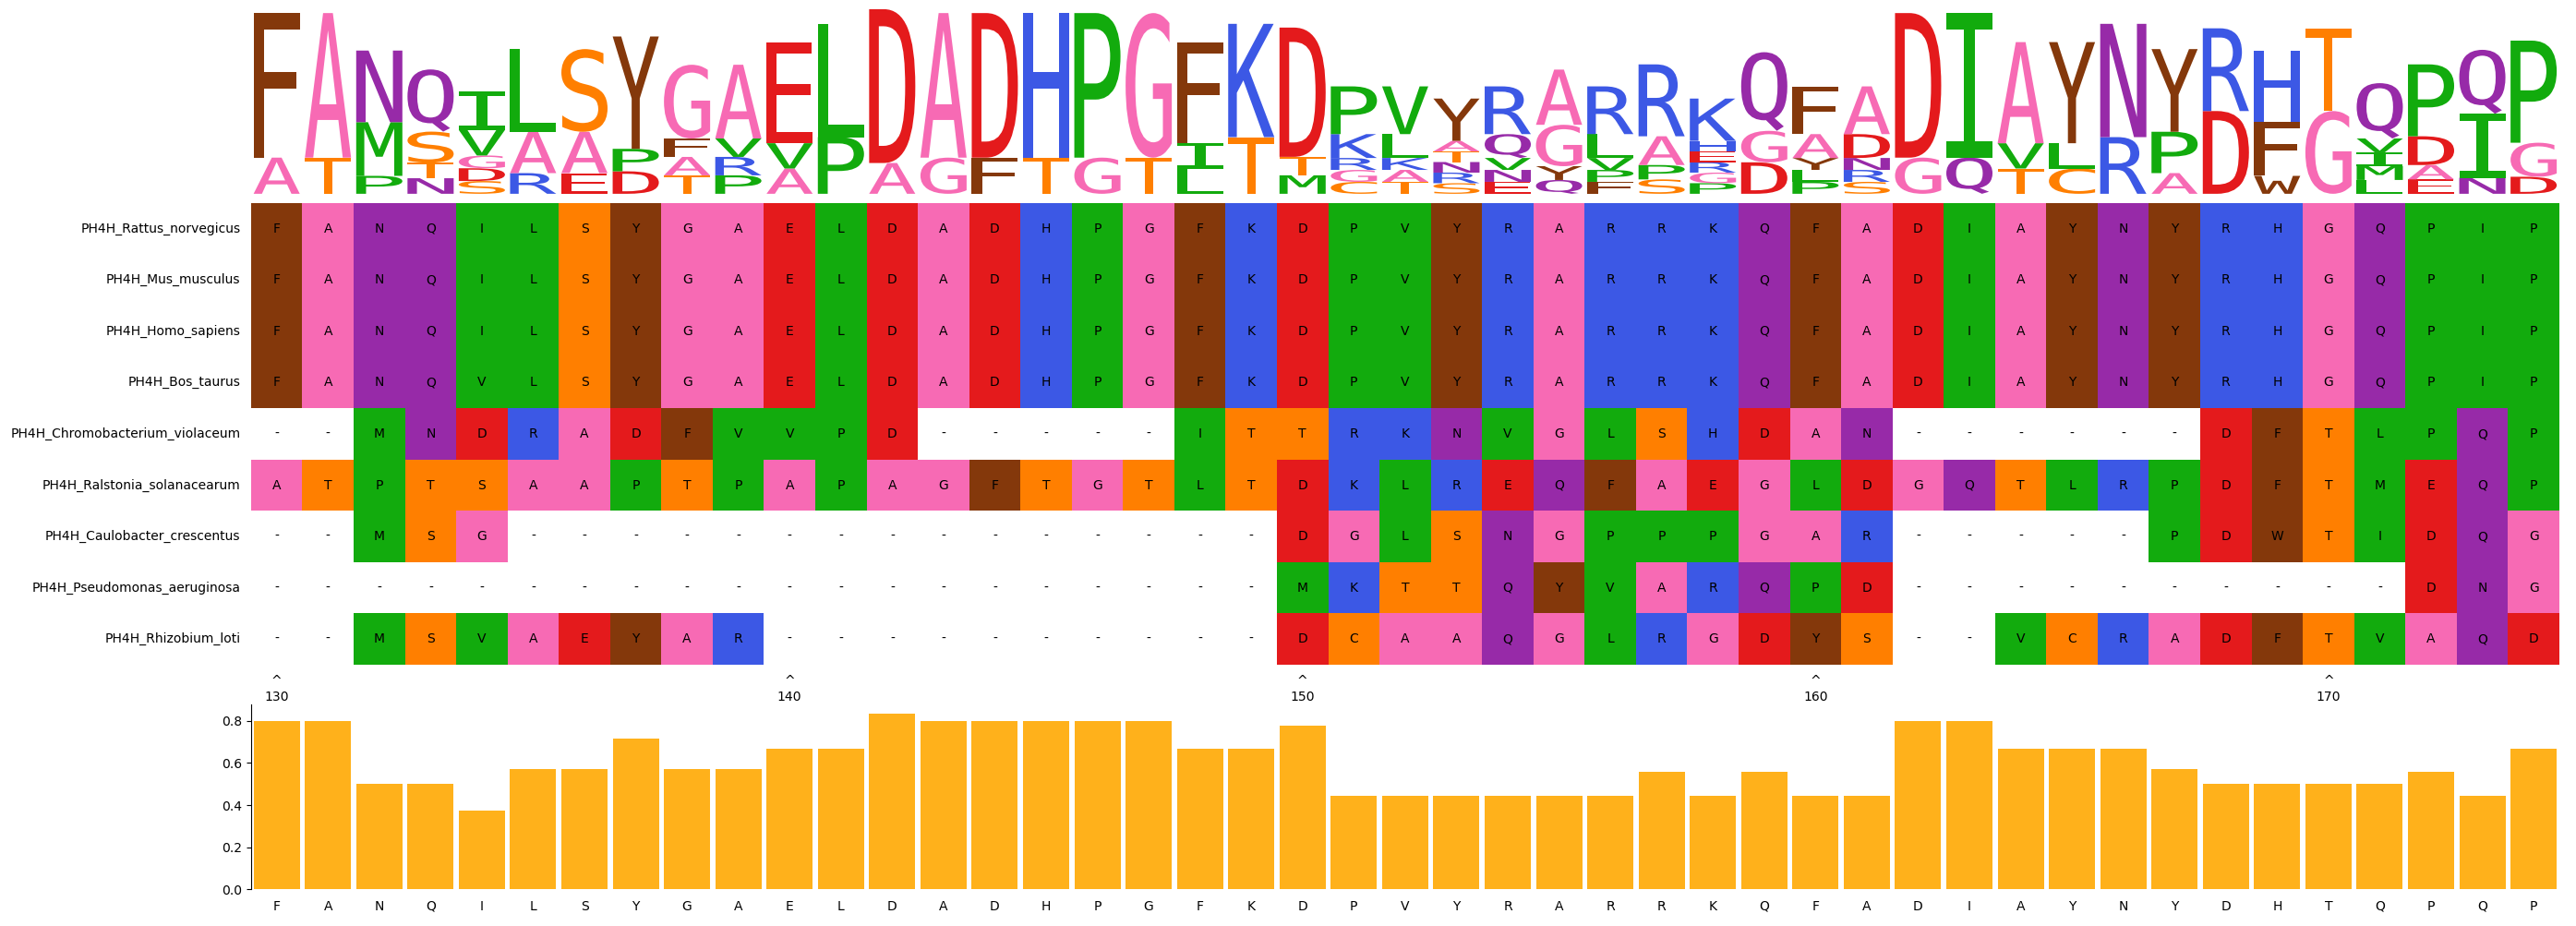 PH4H_Rattus_norvegicus F A N Q I L S Y G A E L D A D H P G F K D P V Y R A R R K Q F A D I A Y N Y R H G Q P I P
PH4H_Mus_musculus F A N Q I L S Y G A E L D A D H P G F K D P V Y R A R R K Q F A D I A Y N Y R H G Q P I P
PH4H_Homo_sapiens F A N Q I L S Y G A E L D A D H P G F K D P V Y R A R R K Q F A D I A Y N Y R H G Q P I P
PH4H_Bos_taurus F A N Q V L S Y G A E L D A D H P G F K D P V Y R A R R K Q F A D I A Y N Y R H G Q P I P
PH4H_Chromobacterium_violaceum - - M N D R A D F V V P D - - - - - I T T R K N V G L S H D A N - - - - - - D F T L P Q P
PH4H_Ralstonia_solanacearum A T P T S A A P T P A P A G F T G T L T D K L R E Q F A E G L D G Q T L R P D F T M E Q P
PH4H_Caulobacter_crescentus - - M S G - - - - - - - - - - - - - - - D G L S N G P P P G A R - - - - - P D W T I D Q G
PH4H_Pseudomonas_aeruginosa - - - - - - - - - - - - - - - - - - - - M K T T Q Y V A R Q P D - - - - - - - - - - D N G
PH4H_Rhizobium_loti - - M S V A E Y A R - - - - - - - - - - D C A A Q G L R G D Y S - - V C R A D F T V A Q D
^ ^ ^ ^ ^
130 140 150 160 170
0.8
0.6
0.4
0.2
0.0
F A N Q I L S Y G A E L D A D H P G F K D P V Y R A R R K Q F A D I A Y N Y D H T Q P Q P